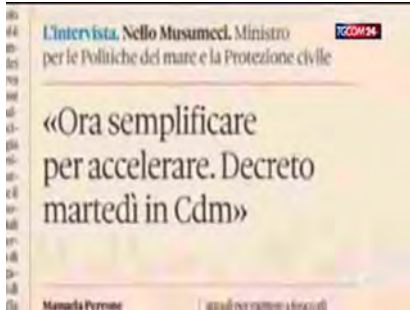 L'intervista. Nello Musumeci. Ministro
per le Politiche del mare e la Protezione civile
TGCOM24
«Ora semplificare
per accelerare. Decreto
martedì in Cdm»
Manuela Perrone